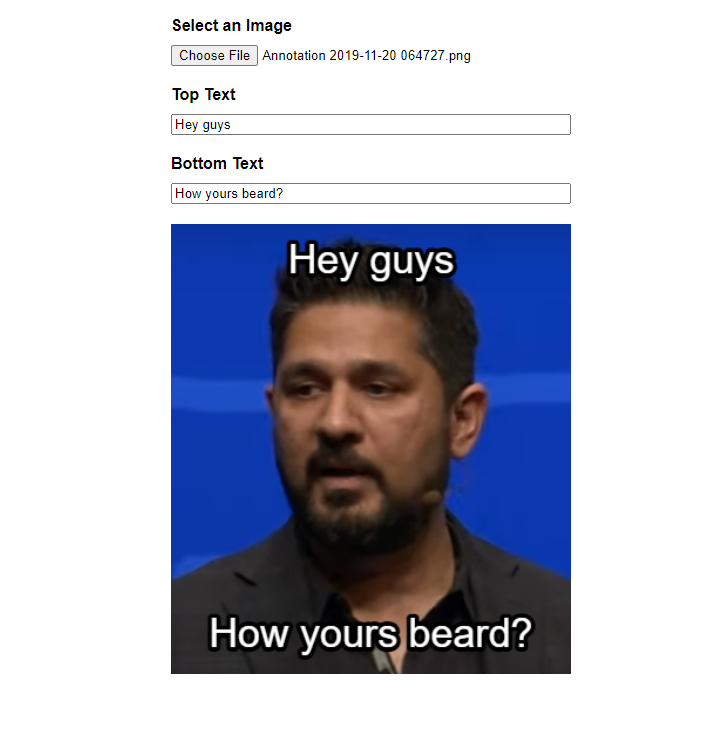 Select an Image
Choose File Annotation 2019-11-20 064727.png
Top Text
Hey guys
Bottom Text
How yours beard?
Hey guys
How yours beard?